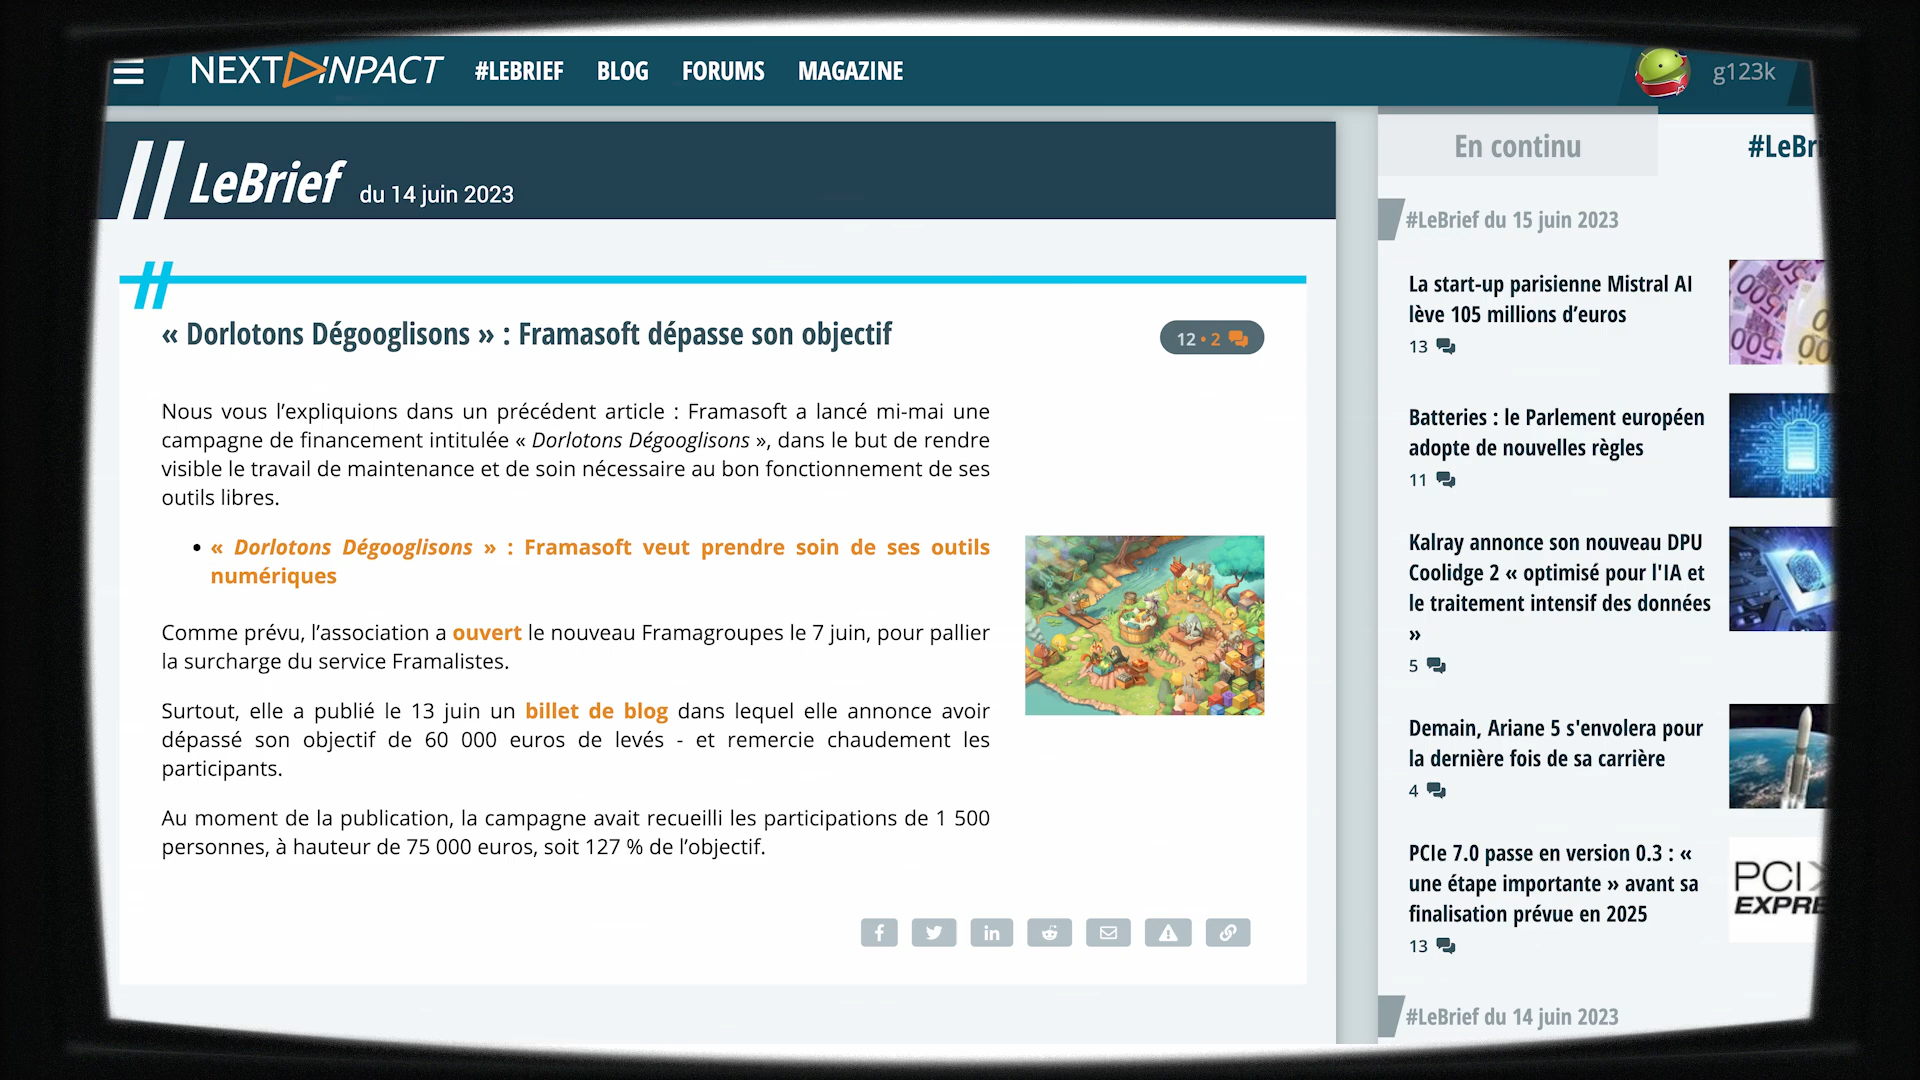 NEXT INPACT #LEBRIEF BLOG FORUMS MAGAZINE g123k
LeBrief du 14 juin 2023
« Dorlotons Dégooglisons » : Framasoft dépasse son objectif
12 • 2
Nous vous l’expliquions dans un précédent article : Framasoft a lancé mi-mai une
campagne de financement intitulée « Dorlotons Dégooglisons », dans le but de rendre
visible le travail de maintenance et de soin nécessaire au bon fonctionnement de ses
outils libres.
• « Dorlotons Dégooglisons » : Framasoft veut prendre soin de ses outils
numériques
Comme prévu, l’association a ouvert le nouveau Framagroupes le 7 juin, pour pallier
la surcharge du service Framalistes.
Surtout, elle a publié le 13 juin un billet de blog dans lequel elle annonce avoir
dépassé son objectif de 60 000 euros de levés - et remercie chaudement les
participants.
Au moment de la publication, la campagne avait recueilli les participations de 1 500
personnes, à hauteur de 75 000 euros, soit 127 % de l’objectif.
En continu
#LeBri
#LeBrief du 15 juin 2023
La start-up parisienne Mistral AI
lève 105 millions d’euros
13
Batteries : le Parlement européen
adopte de nouvelles règles
11
Kalray annonce son nouveau DPU
Coolidge 2 « optimisé pour l'IA et
le traitement intensif des données
»
5
Demain, Ariane 5 s'envolera pour
la dernière fois de sa carrière
4
PCIe 7.0 passe en version 0.3 : «
une étape importante » avant sa
finalisation prévue en 2025
13
PCI
EXPRE
#LeBrief du 14 juin 2023